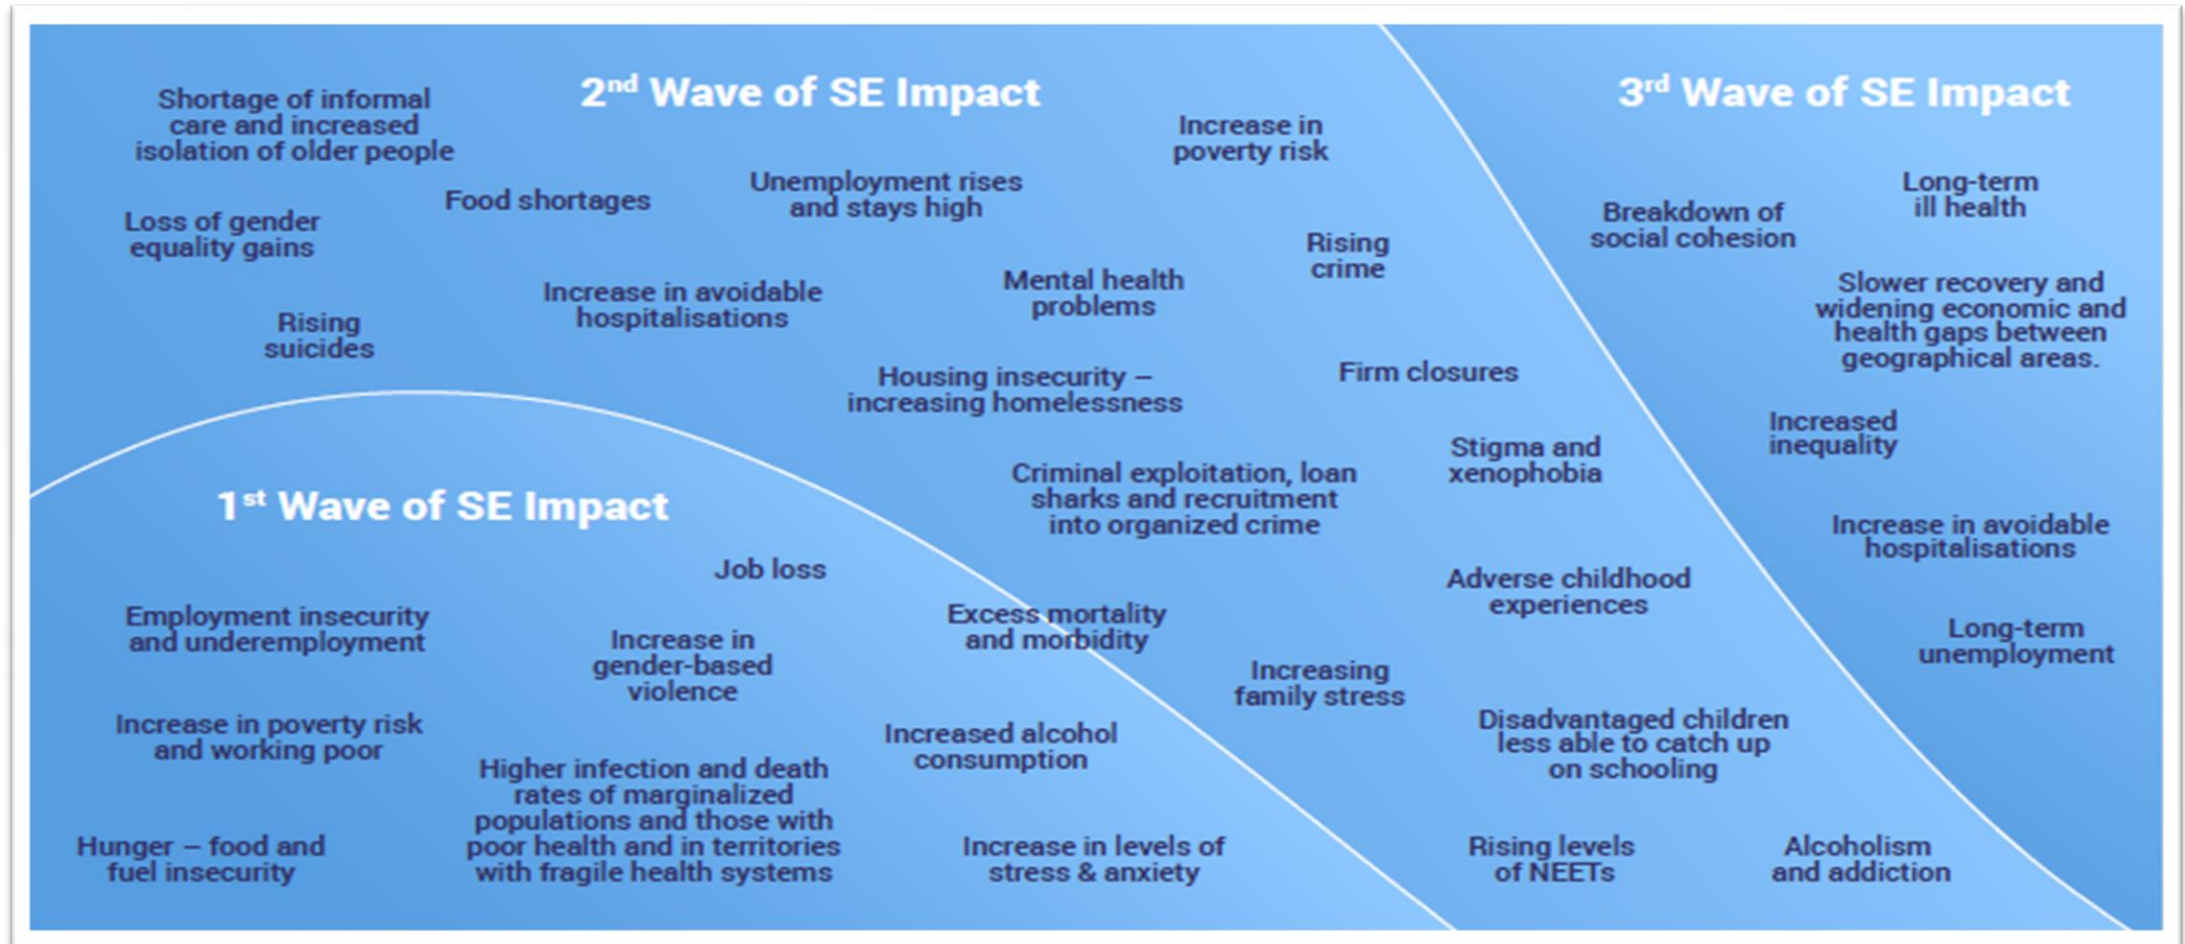 2nd Wave of SE Impact
Shortage of informal
care and increased
isolation of older people
Food shortages
Unemployment rises
and stays high
Increase in
poverty risk
Loss of gender
equality gains
Rising
crime
Increase in avoidable
hospitalisations
Mental health
problems
Rising
suicides
Housing insecurity –
increasing homelessness
Firm closures
Stigma and
xenophobia
Criminal exploitation, loan
sharks and recruitment
into organized crime
Adverse childhood
experiences
Excess mortality
and morbidity
Increasing
family stress
Disadvantaged children
less able to catch up
on schooling
Rising levels
of NEETs
Alcoholism
and addiction
1st Wave of SE Impact
Job loss
Employment insecurity
and underemployment
Increase in
gender-based
violence
Increase in poverty risk
and working poor
Increased alcohol
consumption
Higher infection and death
rates of marginalized
populations and those with
poor health and in territories
with fragile health systems
Hunger – food and
fuel insecurity
Increase in levels of
stress & anxiety
3rd Wave of SE Impact
Long-term
ill health
Breakdown of
social cohesion
Slower recovery and
widening economic and
health gaps between
geographical areas.
Increased
inequality
Increase in avoidable
hospitalisations
Long-term
unemployment